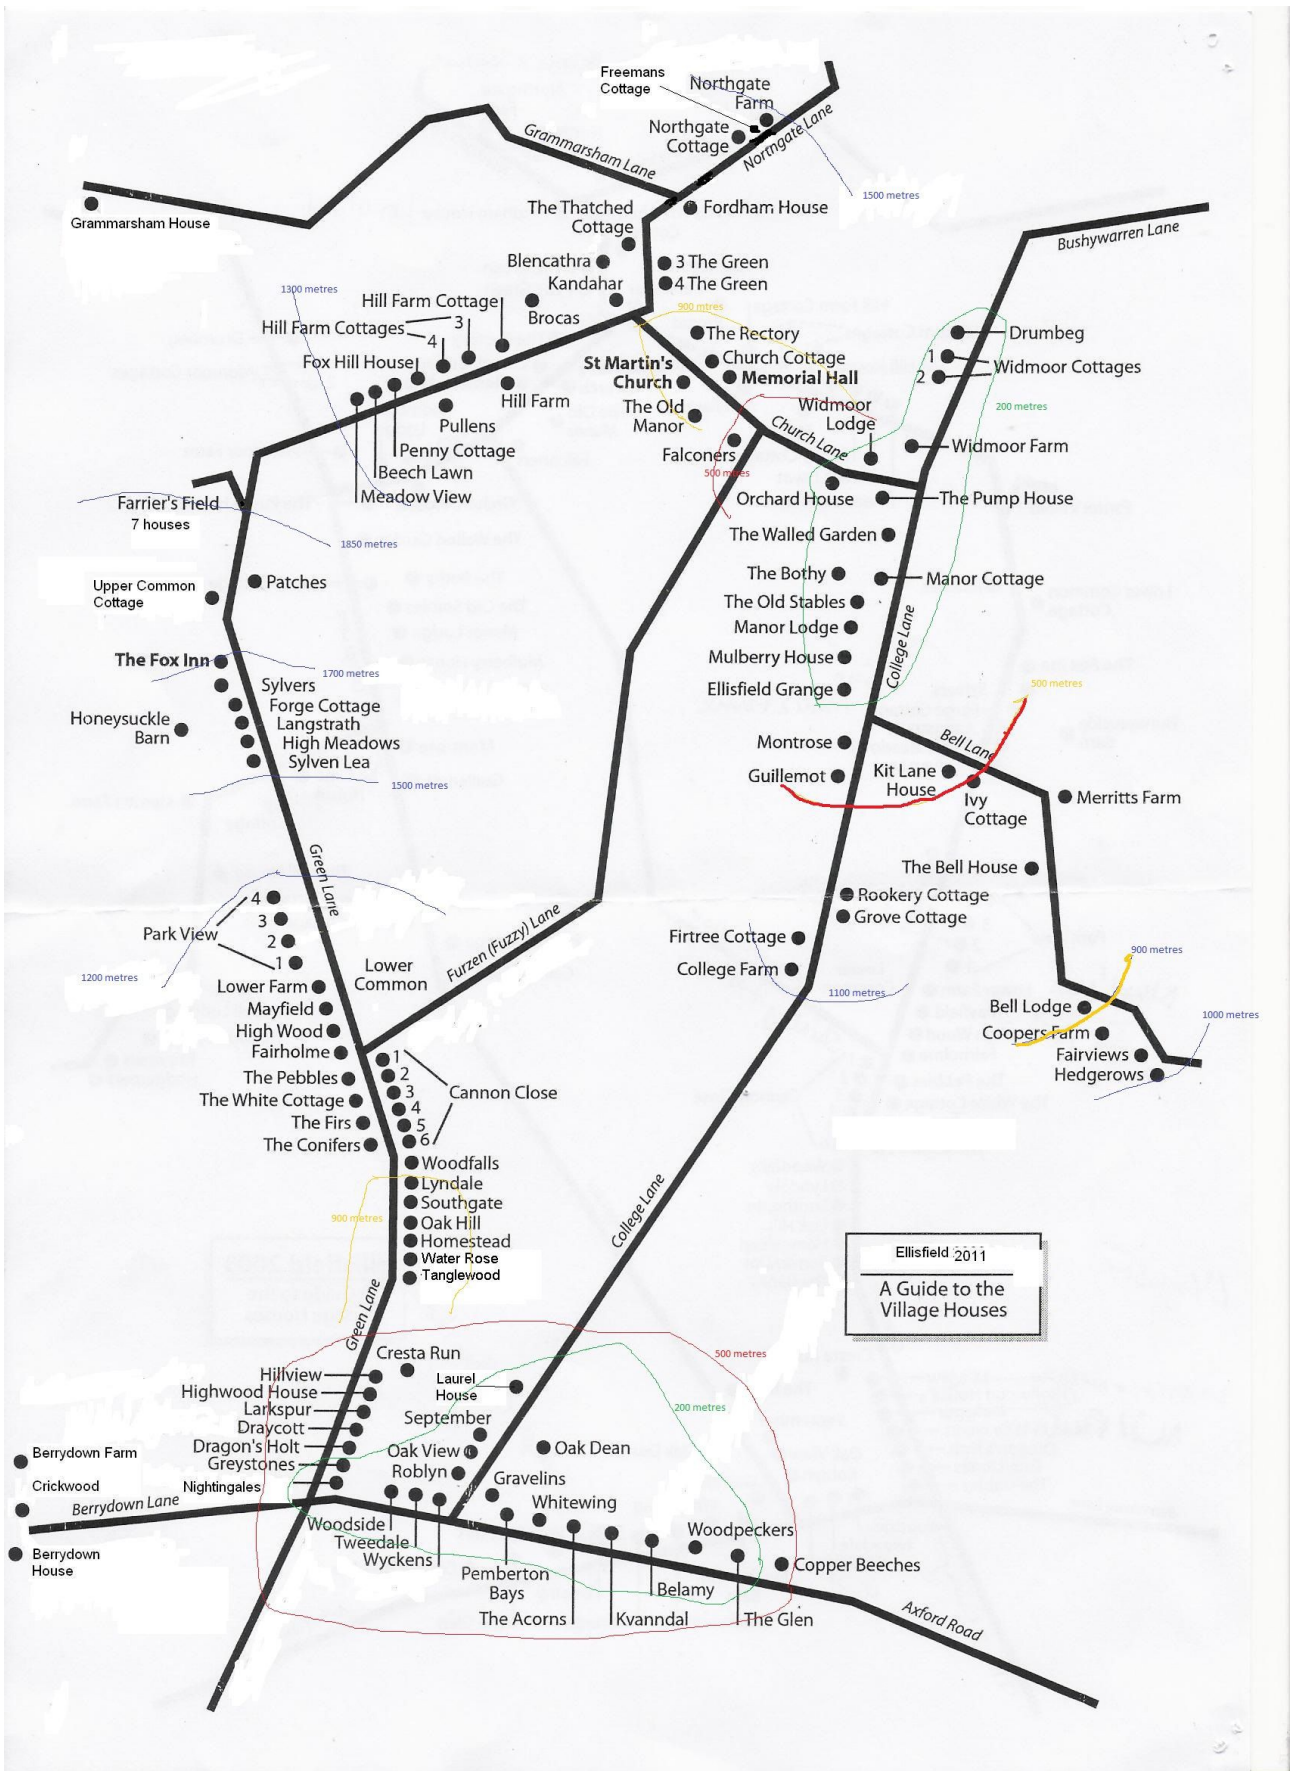 Freemans
Cottage
Northgate
Farm
Northgate
Cottage
Northgate Lane
Grammarsham Lane
1500 metres
Grammarsham House
The Thatched
Cottage
Fordham House
Bushywarren Lane
Blencathra
3 The Green
Kandahar
4 The Green
1300 metres
Hill Farm Cottage
900 mtres
Brocas
Hill Farm Cottages
3
4
The Rectory
Drumbeg
Fox Hill House
St Martin's
Church
Church Cottage
Memorial Hall
1
2
Widmoor Cottages
Hill Farm
The Old
Manor
Widmoor
Lodge
200 metres
Pullens
Church Lane
Penny Cottage
Falconers
Widmoor Farm
Beech Lawn
500 mtres
Meadow View
Orchard House
The Pump House
Farrier's Field
7 houses
1850 metres
The Walled Garden
Upper Common
Cottage
Patches
The Bothy
Manor Cottage
The Old Stables
Manor Lodge
College Lane
The Fox Inn
Mulberry House
1700 metres
Sylvers
Ellisfield Grange
500 metres
Forge Cottage
Honeysuckle
Barn
Langstrath
High Meadows
Montrose
Bell Lane
Sylven Lea
Guillemot
Kit Lane
House
1500 metres
Ivy
Cottage
Merritts Farm
Green Lane
The Bell House
4
3
2
1
Park View
Rookery Cottage
Grove Cottage
Furzen (Fuzzy) Lane
Firtree Cottage
900 metres
Lower
Common
College Farm
1200 metres
Lower Farm
1100 metres
Mayfield
Bell Lodge
1000 metres
High Wood
Coopers Farm
Fairholme
Fairviews
1
2
3
4
5
6
Cannon Close
Hedgerows
The Pebbles
The White Cottage
The Firs
The Conifers
Woodfalls
Lyndale
Southgate
900 metres
Oak Hill
College Lane
Homestead
Water Rose
Tanglewood
Ellisfield 2011
A Guide to the
Village Houses
Green Lane
Cresta Run
500 metres
Hillview
Laurel
House
Highwood House
Larkspur
200 metres
September
Draycott
Dragon's Holt
Oak View
Oak Dean
Berrydown Farm
Greystones
Roblyn
Gravelins
Crickwood
Nightingales
Berrydown Lane
Whitewing
Woodside
Tweedale
Woodpeckers
Wyckens
Berrydown
House
Pemberton
Bays
Copper Beeches
Belamy
The Acorns
Kvanndal
The Glen
Axford Road